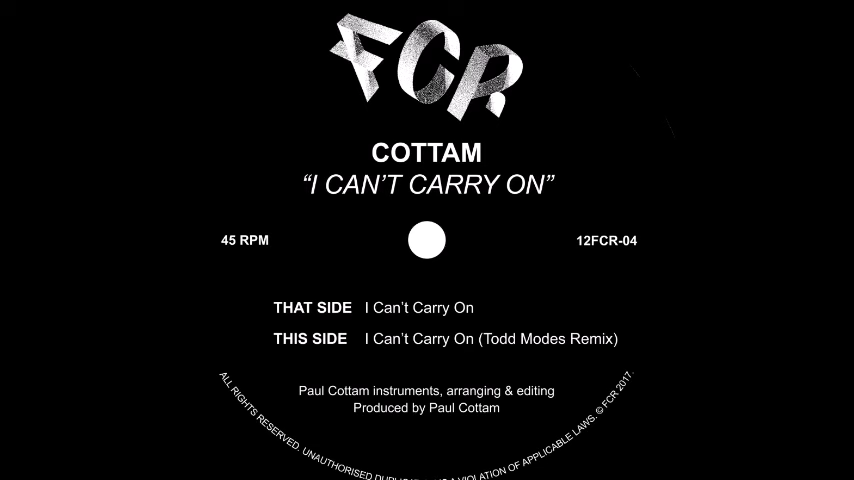 FCR
COTTAM
“I CAN’T CARRY ON”
45 RPM
12FCR-04
THAT SIDE I Can’t Carry On
THIS SIDE I Can’t Carry On (Todd Modes Remix)
Paul Cottam instruments, arranging & editing
Produced by Paul Cottam
ALL RIGHTS RESERVED. UNAUTHORISED A VIOLATION OF APPLICABLE LAWS. © FCR 2017.